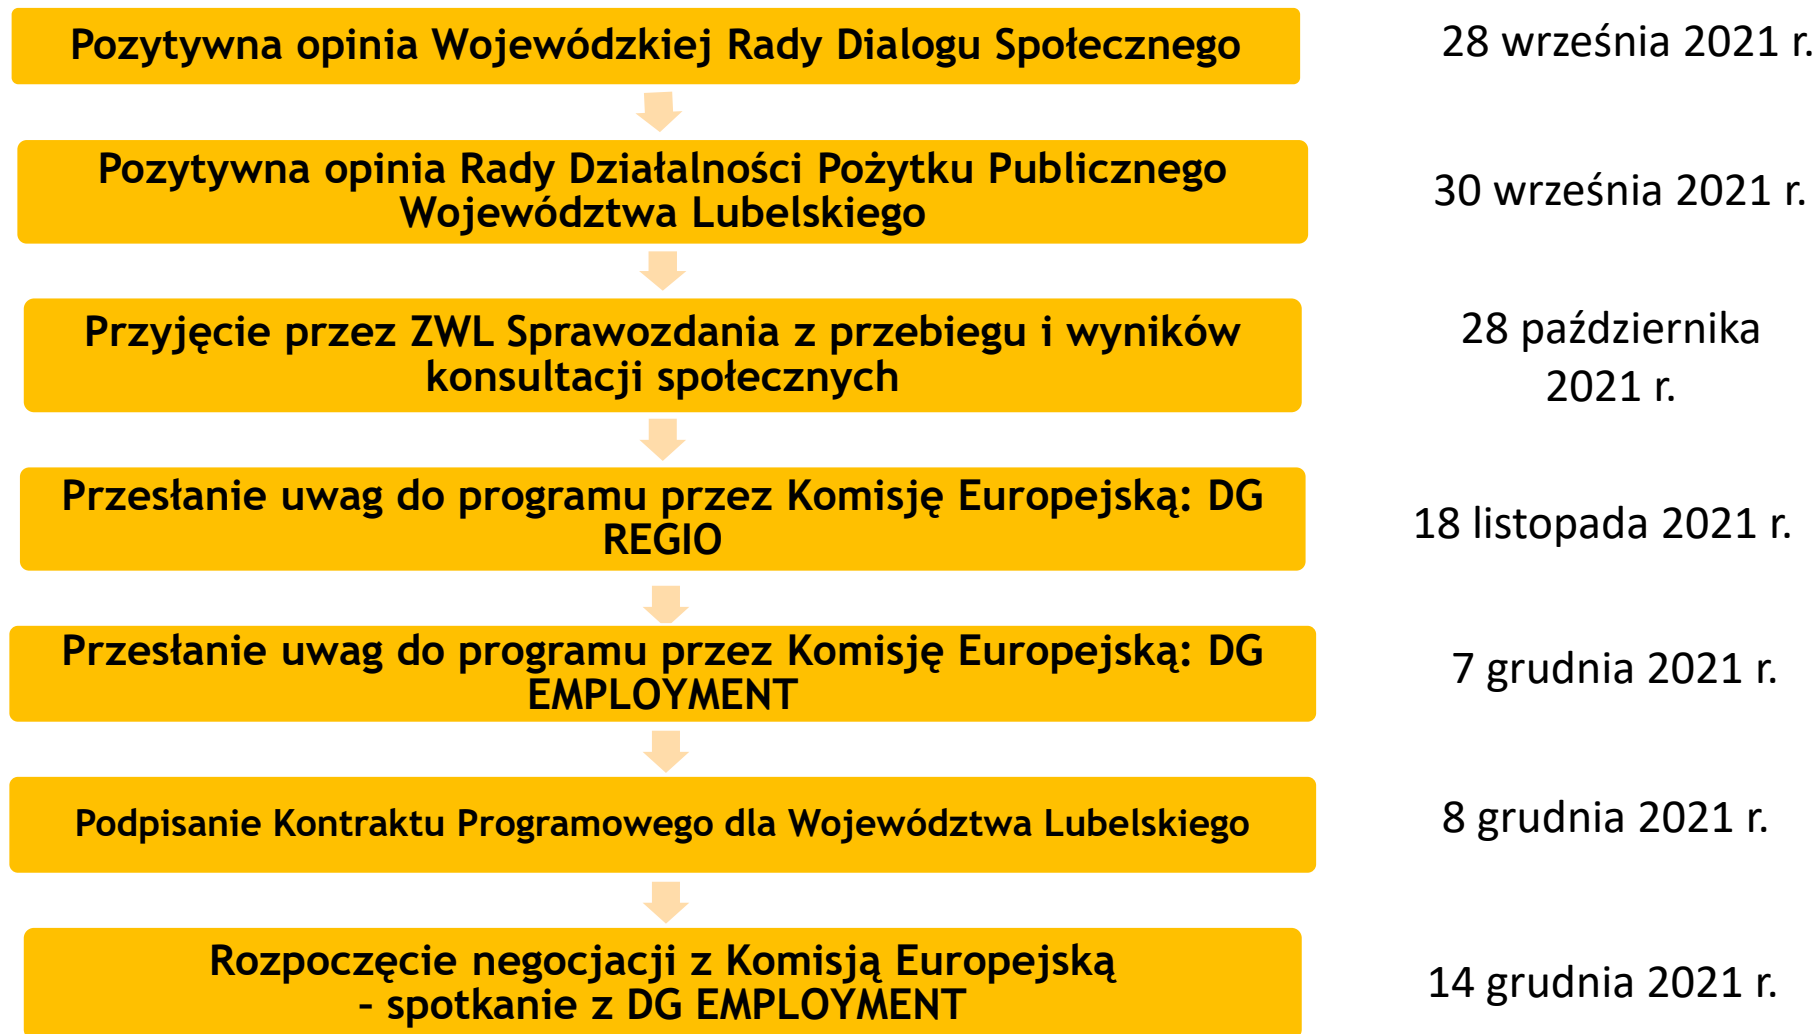 Pozytywna opinia Wojewódzkiej Rady Dialogu Społecznego
28 września 2021 r.
Pozytywna opinia Rady Działalności Pożytku Publicznego
Województwa Lubelskiego
30 września 2021 r.
Przyjęcie przez ZWL Sprawozdania z przebiegu i wyników
konsultacji społecznych
28 października
2021 r.
Przesłanie uwag do programu przez Komisję Europejską: DG
REGIO
18 listopada 2021 r.
Przesłanie uwag do programu przez Komisję Europejską: DG
EMPLOYMENT
7 grudnia 2021 r.
Podpisanie Kontraktu Programowego dla Województwa Lubelskiego
8 grudnia 2021 r.
Rozpoczęcie negocjacji z Komisją Europejską
– spotkanie z DG EMPLOYMENT
14 grudnia 2021 r.